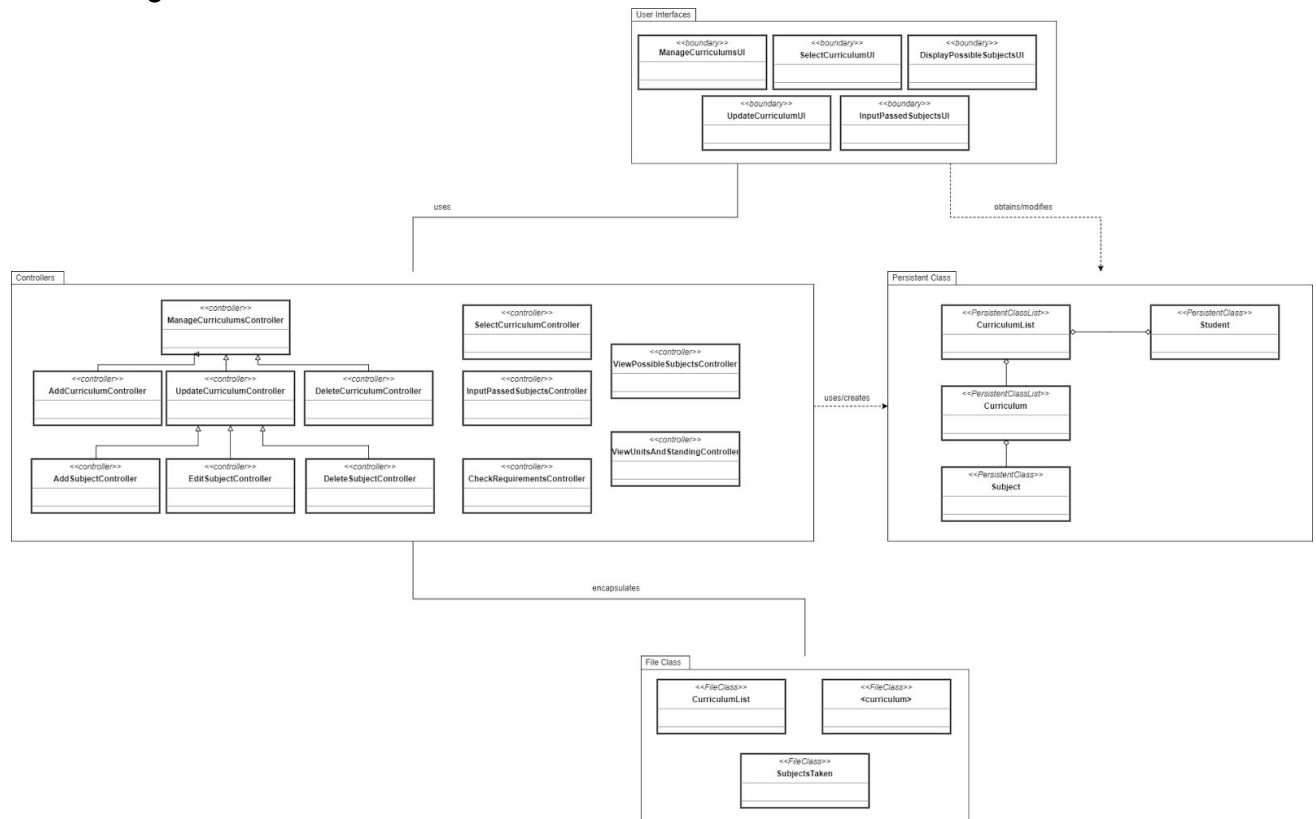 User Interfaces
<<boundary>>
ManageCurriculumsUI
<<boundary>>
SelectCurriculumUI
<<boundary>>
DisplayPossibleSubjectsUI
<<boundary>>
UpdateCurriculumUI
<<boundary>>
InputPassedSubjectsUI
uses
obtains/modifies
Controllers
<<controller>>
ManageCurriculumsController
<<controller>>
SelectCurriculumController
<<controller>>
ViewPossibleSubjectsController
<<controller>>
AddCurriculumController
<<controller>>
UpdateCurriculumController
<<controller>>
DeleteCurriculumController
<<controller>>
InputPassedSubjectsController
<<controller>>
ViewUnitsAndStandingController
<<controller>>
AddSubjectController
<<controller>>
EditSubjectController
<<controller>>
DeleteSubjectController
<<controller>>
CheckRequirementsController
uses/creates
Persistent Class
<<PersistentClassList>>
CurriculumList
<<PersistentClass>>
Student
<<PersistentClassList>>
Curriculum
<<PersistentClass>>
Subject
encapsulates
File Class
<<FileClass>>
CurriculumList
<<FileClass>>
<curriculum>
<<FileClass>>
SubjectsTaken